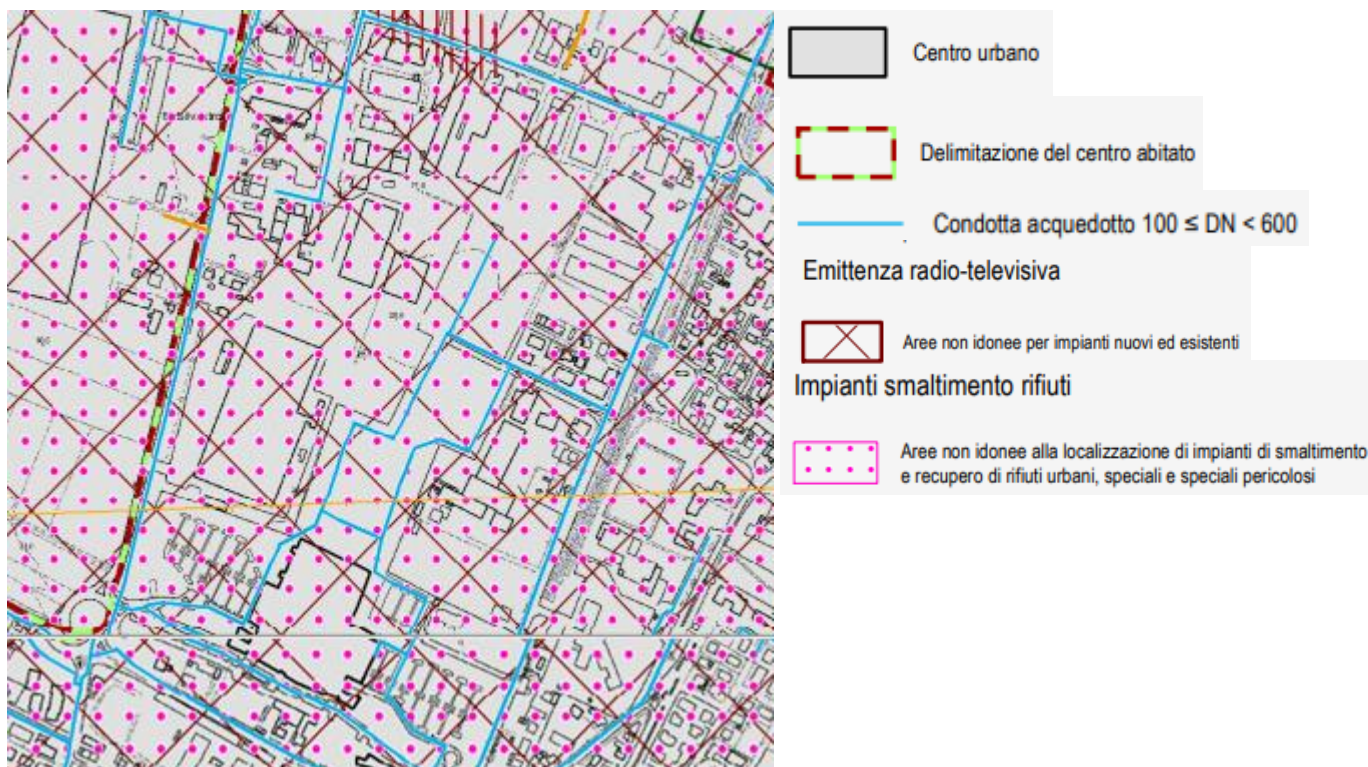 Centro urbano
Delimitazione del centro abitato
Condotta acquedotto 100 ≤ DN < 600
Emittenza radio-televisiva
Aree non idonee per impianti nuovi ed esistenti
Impianti smaltimento rifiuti
Aree non idonee alla localizzazione di impianti di smaltimento
e recupero di rifiuti urbani, speciali e speciali pericolosi